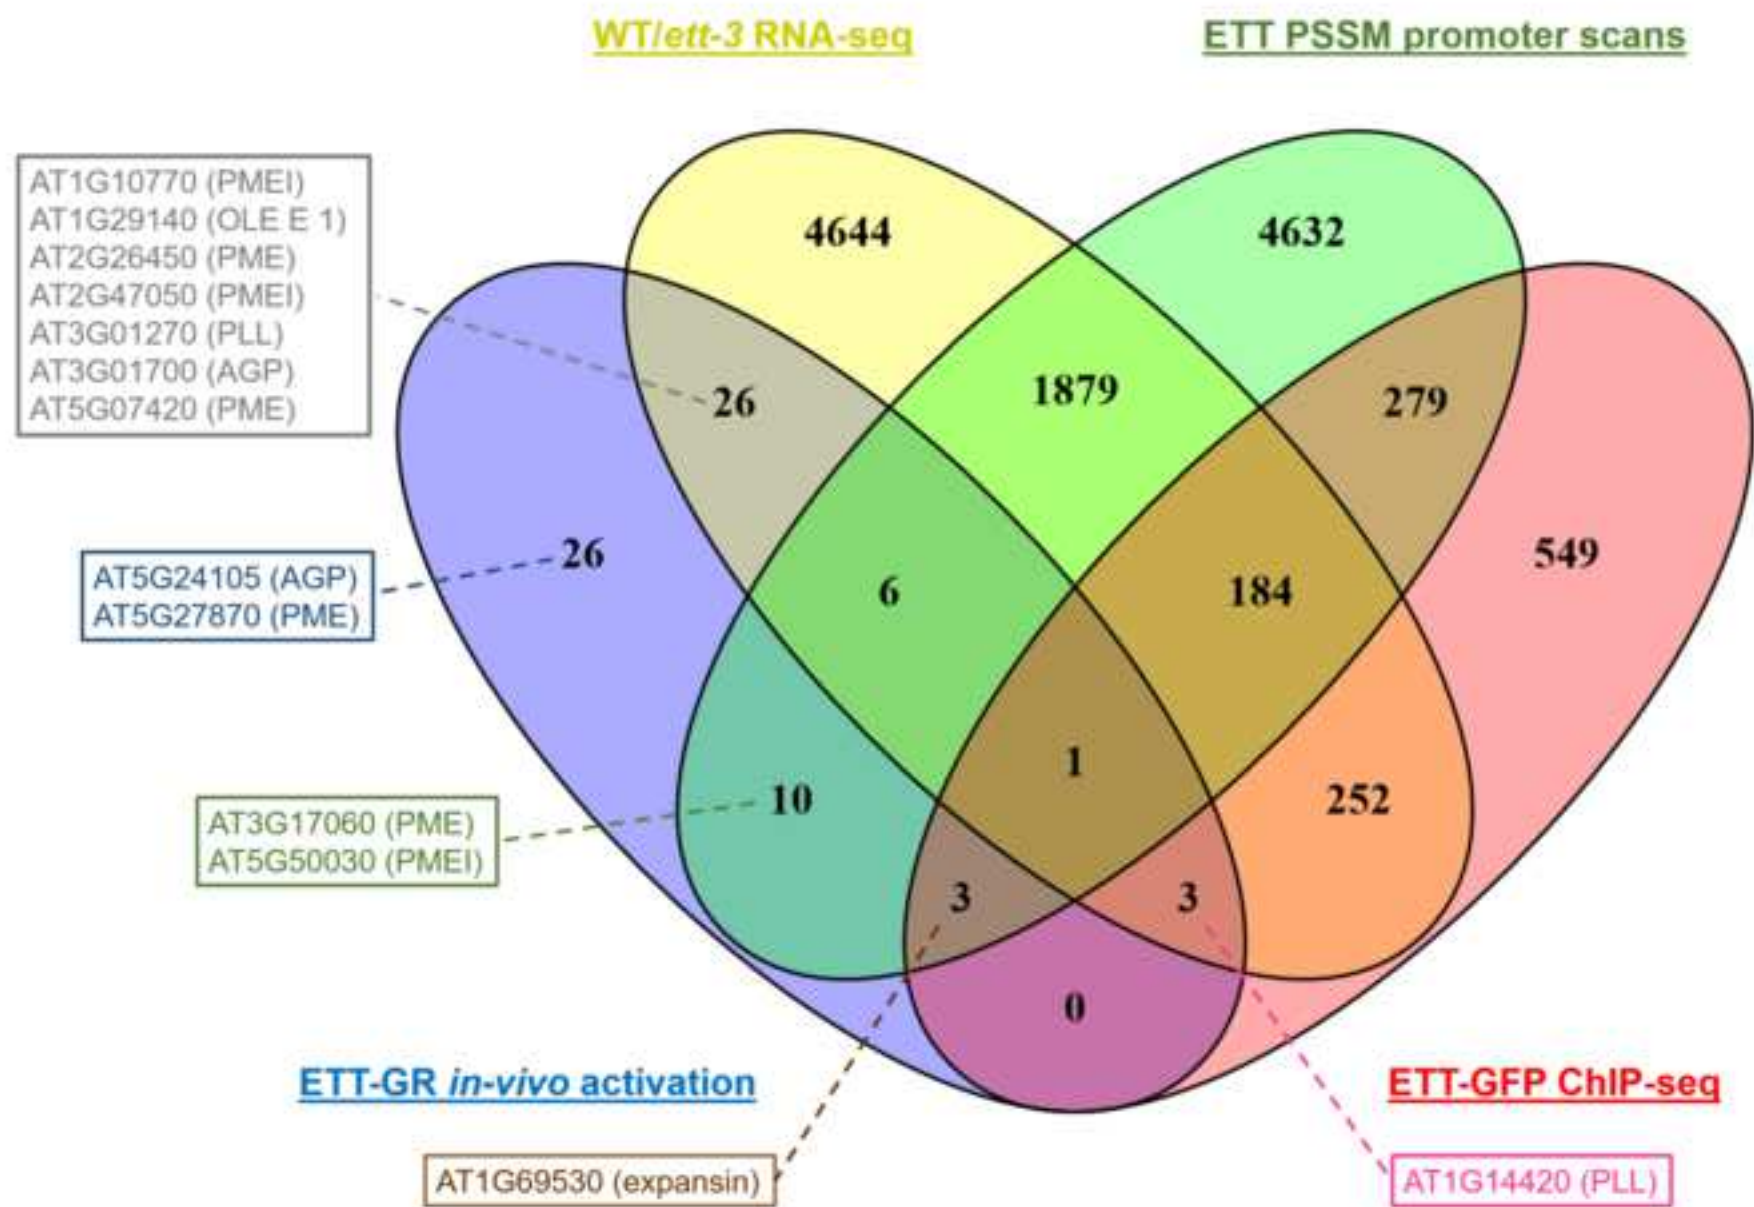 WT/ett-3 RNA-seq
ETT PSSM promoter scans
AT1G10770 (PMEI)
AT1G29140 (OLE E 1)
AT2G26450 (PME)
AT2G47050 (PMEI)
AT3G01270 (PLL)
AT3G01700 (AGP)
AT5G07420 (PME)
4644
4632
26
1879
279
AT5G24105 (AGP)
AT5G27870 (PME)
26
6
184
549
AT3G17060 (PME)
AT5G50030 (PMEI)
10
1
252
3
3
0
ETT-GR in-vivo activation
ETT-GFP ChIP-seq
AT1G69530 (expansin)
AT1G14420 (PLL)